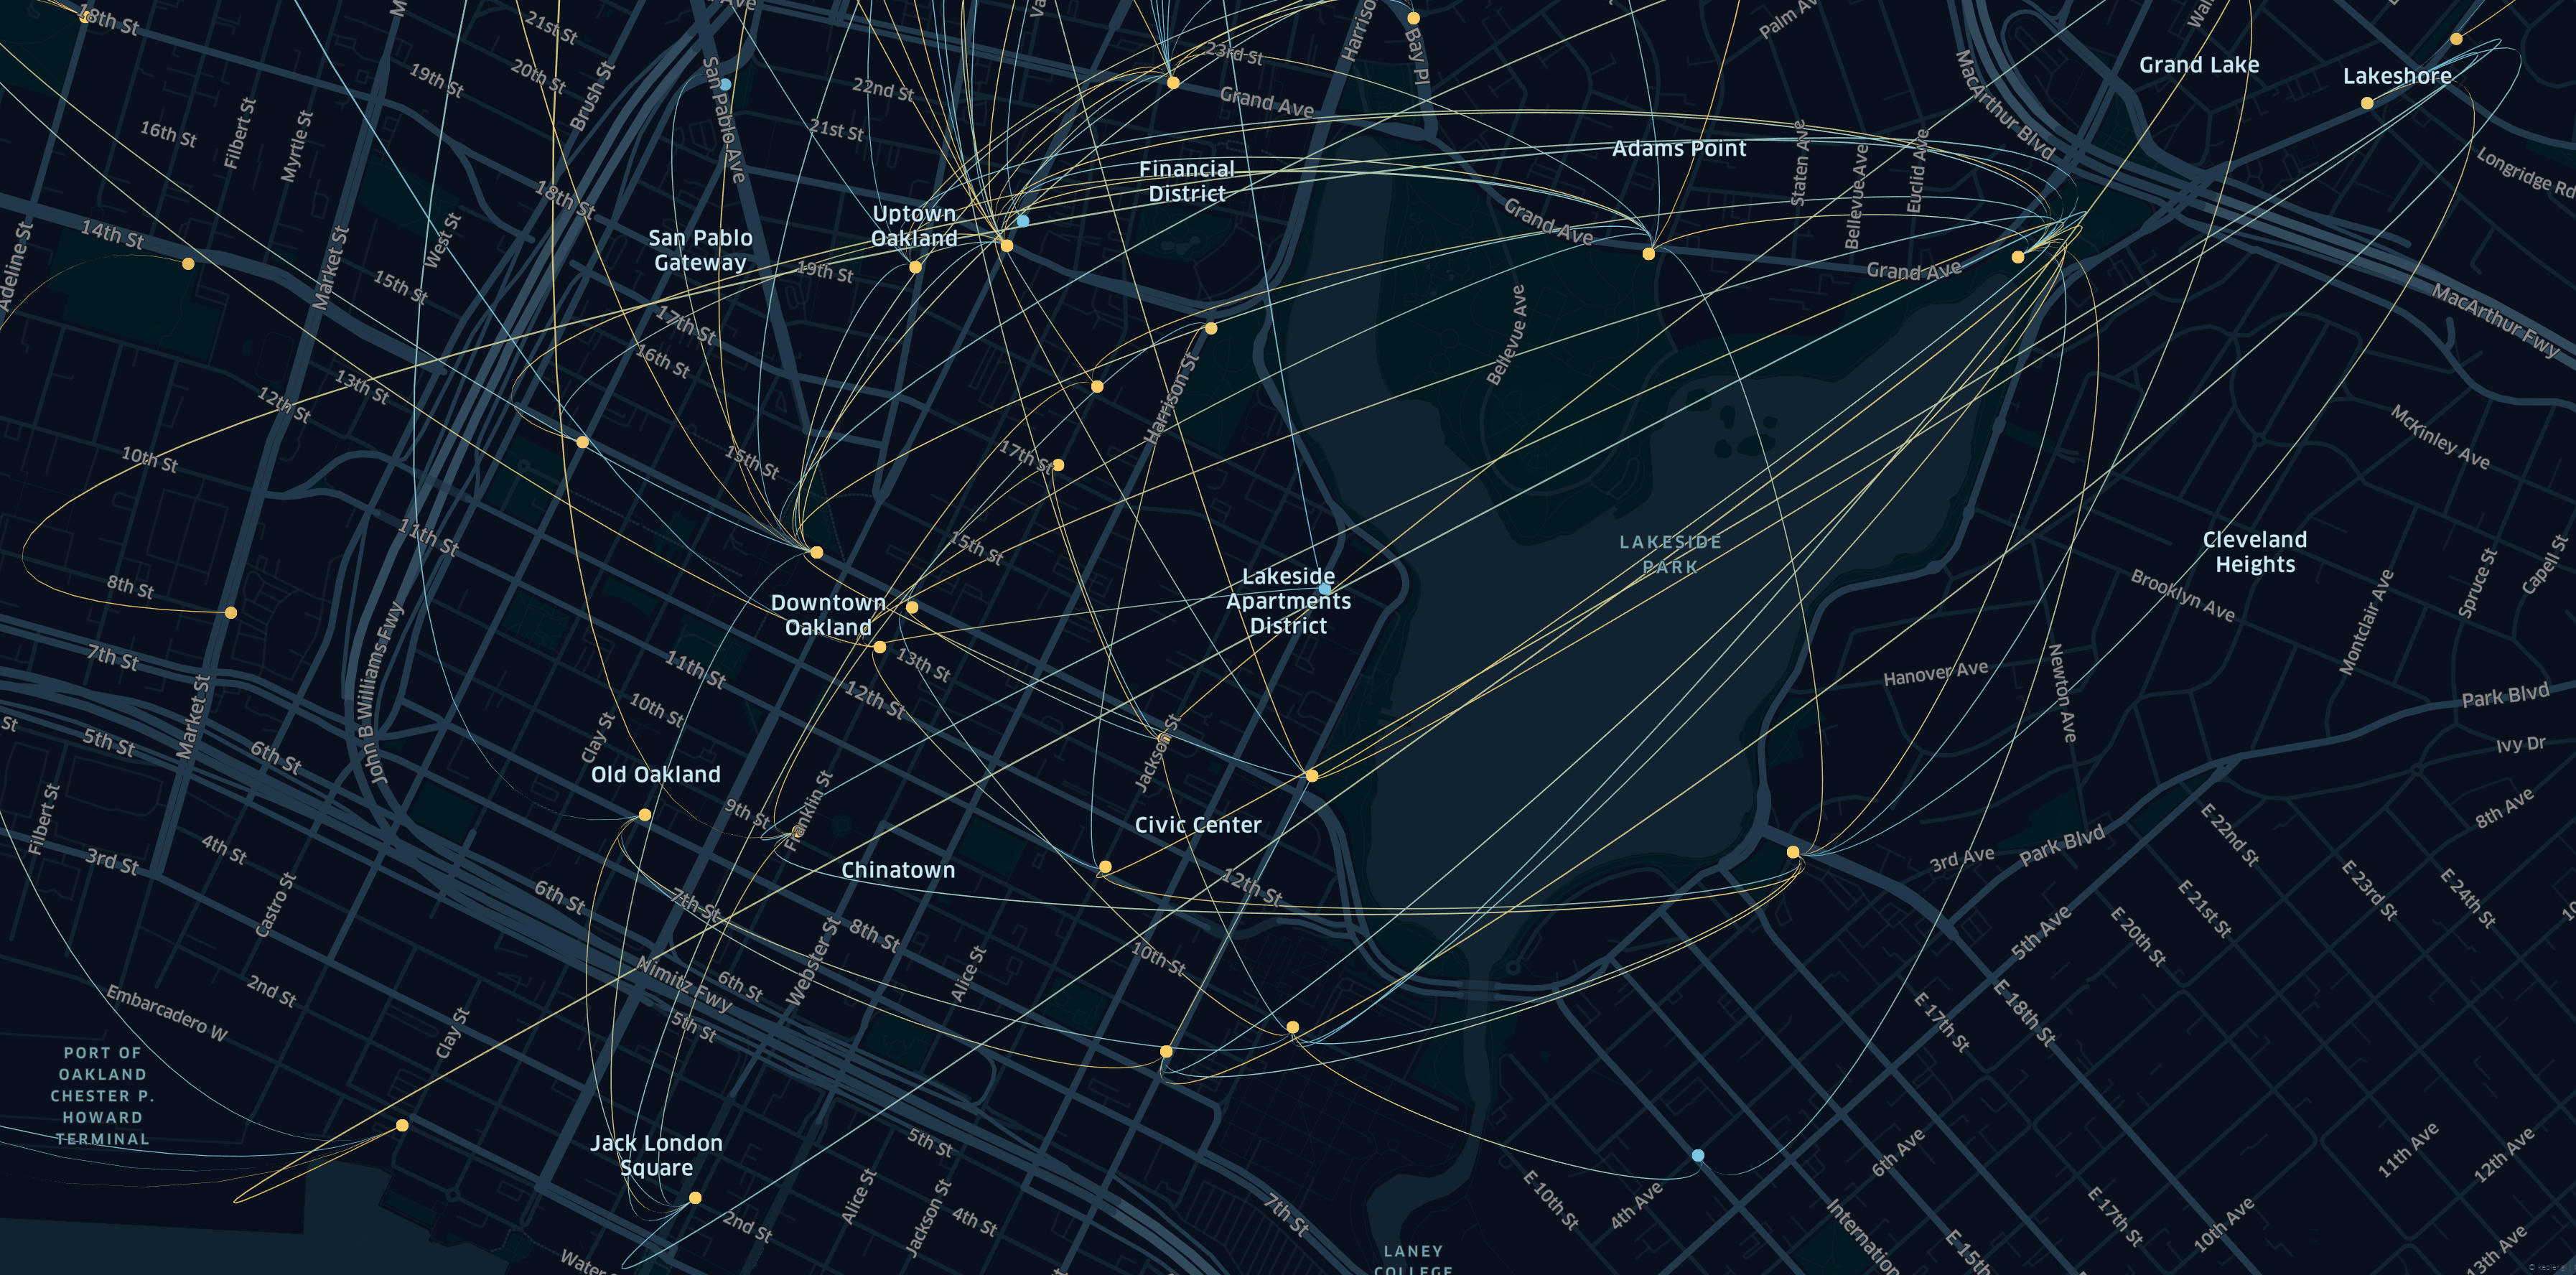 18th St
21st St
20th St
19th St
Brush St
San Pablo Ave
22nd St
21st St
23rd St
Grand Ave
Bay Pl
MacArthur Blvd
Grand Lake
Lakeshore
Longridge Rd
16th St
Filbert St
Myrtle St
18th St
Financial
District
Adams Point
Staten Ave
Bellevue Ave
Euclid Ave
Adeline St
14th St
Market St
West St
15th St
San Pablo
Gateway
Uptown
Oakland
19th St
Grand Ave
Grand Ave
MacArthur Fwy
17th St
16th St
13th St
12th St
Harrison St
Bellevue Ave
McKinley Ave
10th St
11th St
15th St
17th St
15th St
LAKESIDE
PARK
Cleveland
Heights
8th St
Downtown
Oakland
Lakeside
Apartments
District
Brooklyn Ave
Montclair Ave
Spruce St
Capell St
7th St
Market St
John B Williams Fwy
11th St
10th St
13th St
12th St
Hanover Ave
Newton Ave
Park Blvd
Ivy Dr
St
5th St
6th St
Clay St
Old Oakland
9th St
Franklin St
Jackson St
Civic Center
Chinatown
Filbert St
3rd St
4th St
Castro St
6th St
7th St
8th St
12th St
3rd Ave
Park Blvd
E 22nd St
E 23rd St
E 24th St
8th Ave
Embarcadero W
2nd St
Clay St
Nimitz Fwy
6th St
5th St
Webster St
Alice St
10th St
5th Ave
E 20th St
E 21st St
E 17th St
E 18th St
PORT OF
OAKLAND
CHESTER P.
HOWARD
TERMINAL
Jack London
Square
2nd St
5th St
Alice St
Jackson St
4th St
7th St
E 10th St
4th Ave
6th Ave
E 17th St
10th Ave
11th Ave
12th Ave
13th Ave
LANEY
COLLEGE